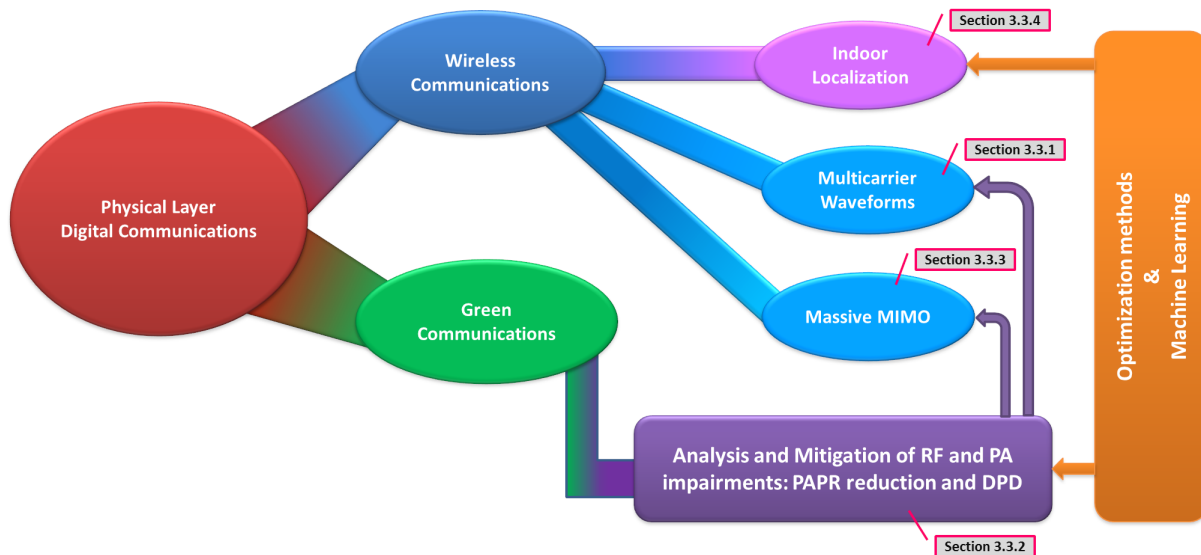 Section 3.3.4
Wireless
Communications
Indoor
Localization
Section 3.3.1
Multicarrier
Waveforms
Physical Layer
Digital Communications
Section 3.3.3
Massive MIMO
Green
Communications
Optimization methods
&
Machine Learning
Analysis and Mitigation of RF and PA
impairments: PAPR reduction and DPD
Section 3.3.2